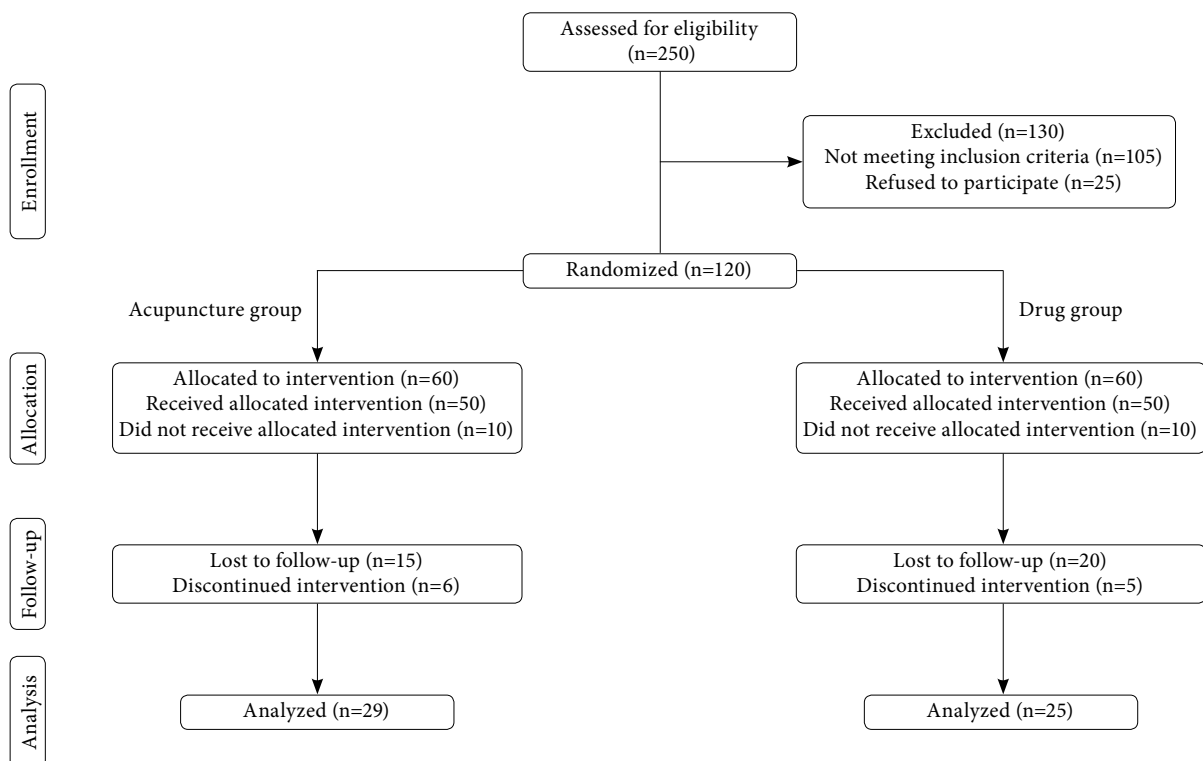 Assessed for eligibility
(n=250)
Enrollment
Excluded (n=130)
Not meeting inclusion criteria (n=105)
Refused to participate (n=25)
Randomized (n=120)
Acupuncture group
Drug group
Allocation
Allocated to intervention (n=60)
Received allocated intervention (n=50)
Did not receive allocated intervention (n=10)
Allocated to intervention (n=60)
Received allocated intervention (n=50)
Did not receive allocated intervention (n=10)
Follow-up
Lost to follow-up (n=15)
Discontinued intervention (n=6)
Lost to follow-up (n=20)
Discontinued intervention (n=5)
Analysis
Analyzed (n=29)
Analyzed (n=25)